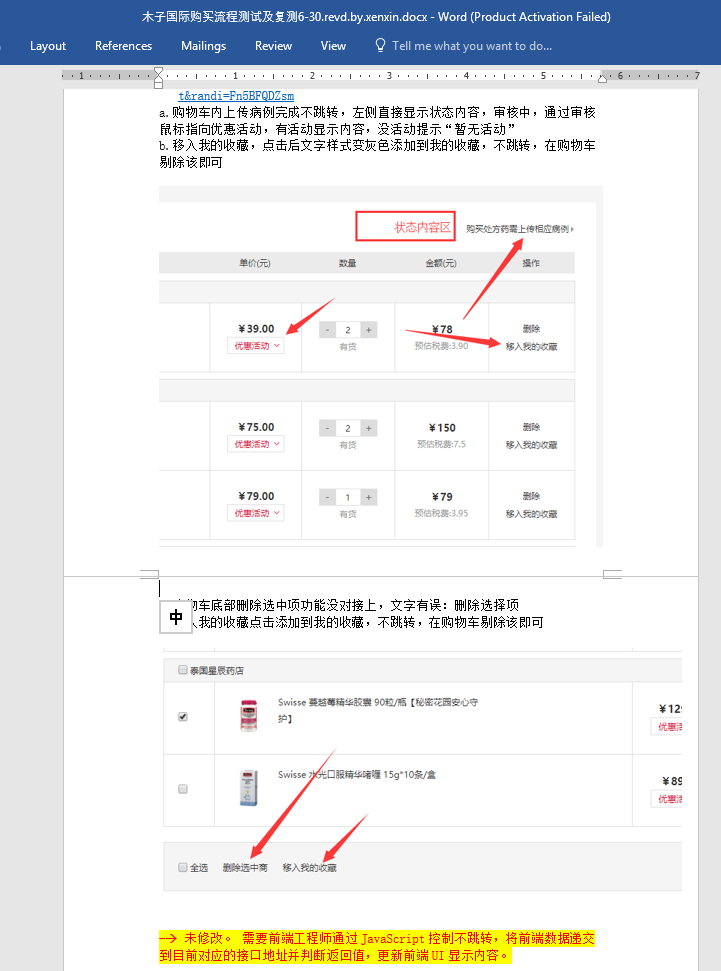 木子国际购买流程测试及复测6-30.revd.by.xenxin.docx - Word (Product Activation Failed)
Layout References Mailings Review View Tell me what you want to do...
1 1 2 3 4 5 6 7
t&randi=Fn5BFQDZsm
a. 购物车内上传病例完成不跳转，左侧直接显示状态内容，审核中，通过审核
鼠标指向优惠活动，有活动显示内容，没活动提示“暂无活动”
b. 移入我的收藏，点击后文字样式变灰色添加到我的收藏，不跳转，在购物车
剔除该即可
状态内容区 购买处方药需上传相应病例
单价(元) 数量 金额(元) 操作
¥39.00 - 2 + ¥78 删除
优惠活动 有货 预估税费:3.90 移入我的收藏
¥75.00 - 2 + ¥150 删除
优惠活动 有货 预估税费:7.5 移入我的收藏
¥79.00 - 1 + ¥79 删除
优惠活动 有货 预估税费:3.95 移入我的收藏
物车底部删除选中项功能没对接上，文字有误：删除选择项
中
我的收藏点击添加到我的收藏，不跳转，在购物车剔除该即可
泰国星辰药店
Swisse 蔓越莓精华胶囊 90粒/瓶【秘密花园安心守
护】
¥129
优惠活
Swisse 水光口服精华啫喱 15g*10条/盒
¥89
优惠活
全选 删除选中商 移入我的收藏
--> 未修改。 需要前端工程师通过 JavaScript 控制不跳转，将前端数据递交
到目前对应的接口地址并判断返回值，更新前端 UI 显示内容。